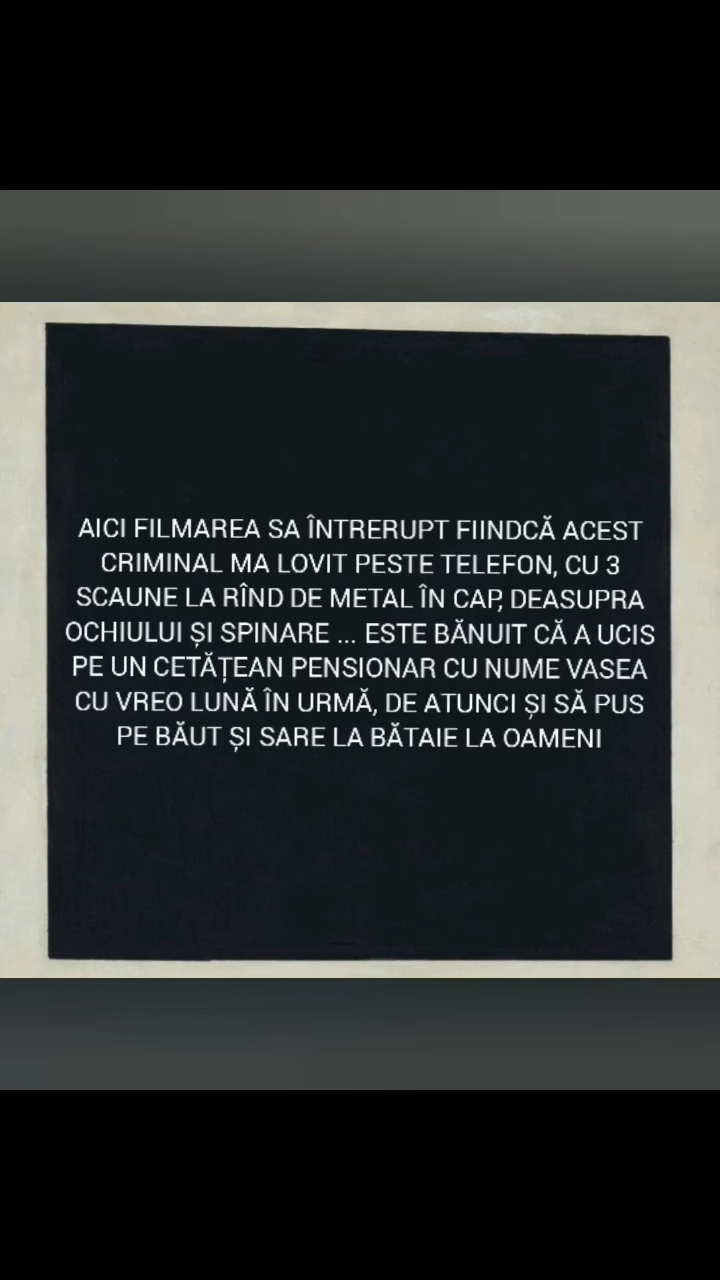 AICI FILMAREA SA ÎNTRERUPT FIINDCĂ ACEST
CRIMINAL MA LOVIT PESTE TELEFON, CU 3
SCAUNE LA RÎND DE METAL ÎN CAP, DEASUPRA
OCHIULUI ȘI SPINARE ... ESTE BĂNUIT CĂ A UCIS
PE UN CETĂȚEAN PENSIONAR CU NUME VASEA
CU VREO LUNĂ ÎN URMĂ, DE ATUNCI ȘI SĂ PUS
PE BĂUT ȘI SARE LA BĂTAIE LA OAMENI